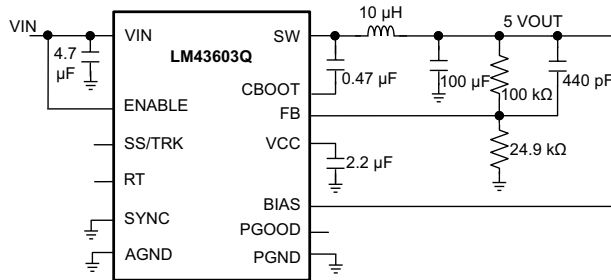 VIN
4.7
µF
VIN
LM43603Q
ENABLE
SS/TRK
RT
SYNC
AGND
SW
CBOOT
FB
VCC
BIAS
PGOOD
PGND
10 µH
5 VOUT
0.47 µF
100 µF
100 kΩ
440 pF
2.2 µF
24.9 kΩ